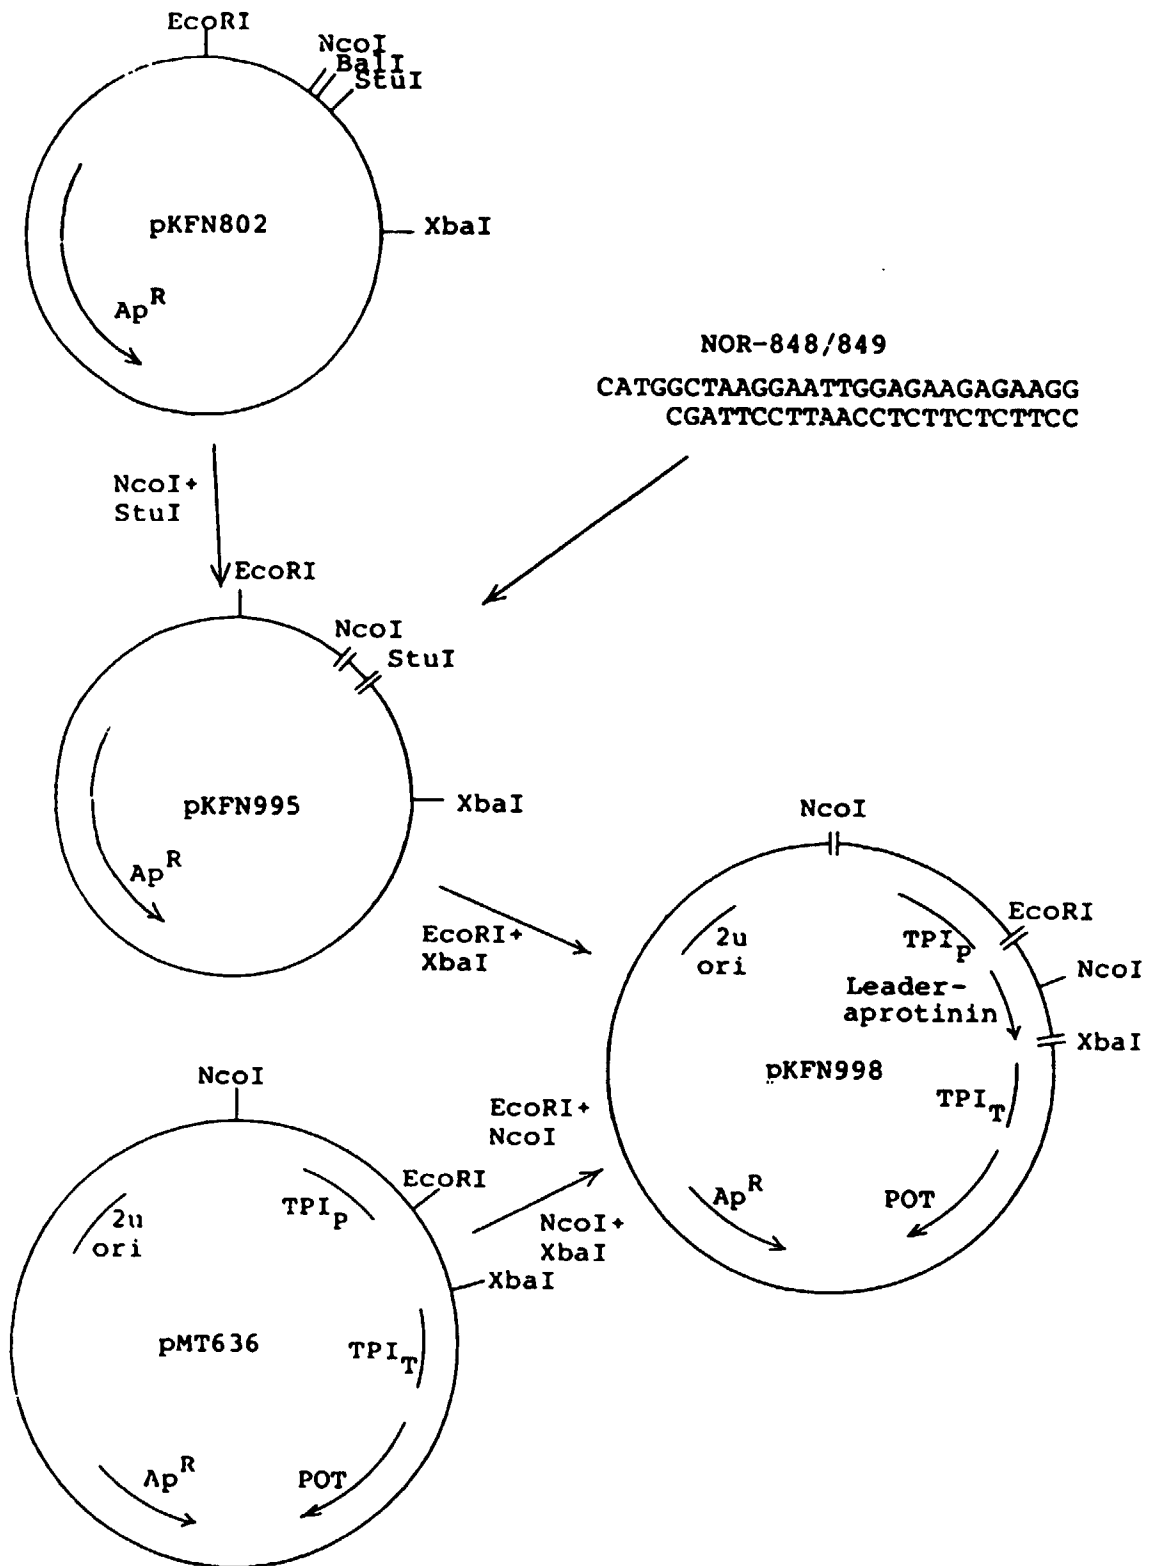 EcoRI
NcoI
BalI
StuI
pKFN802
XbaI
Ap^R
NOR-848/849
CATGGCTAAGGAATTGGAGAAGAGAAGG
CGATTCCTTAACCTCTTCTCTTCC
NcoI+
StuI
EcoRI
NcoI
StuI
pKFN995
XbaI
Ap^R
EcoRI+
XbaI
NcoI
2u
ori
TPI_P
EcoRI
NcoI
Leader-
aprotinin
XbaI
pKFN998
TPI_T
Ap^R
POT
NcoI
EcoRI+
NcoI
2u
ori
TPI_P
EcoRI
NcoI+
XbaI
XbaI
pMT636
TPI_T
Ap^R
POT